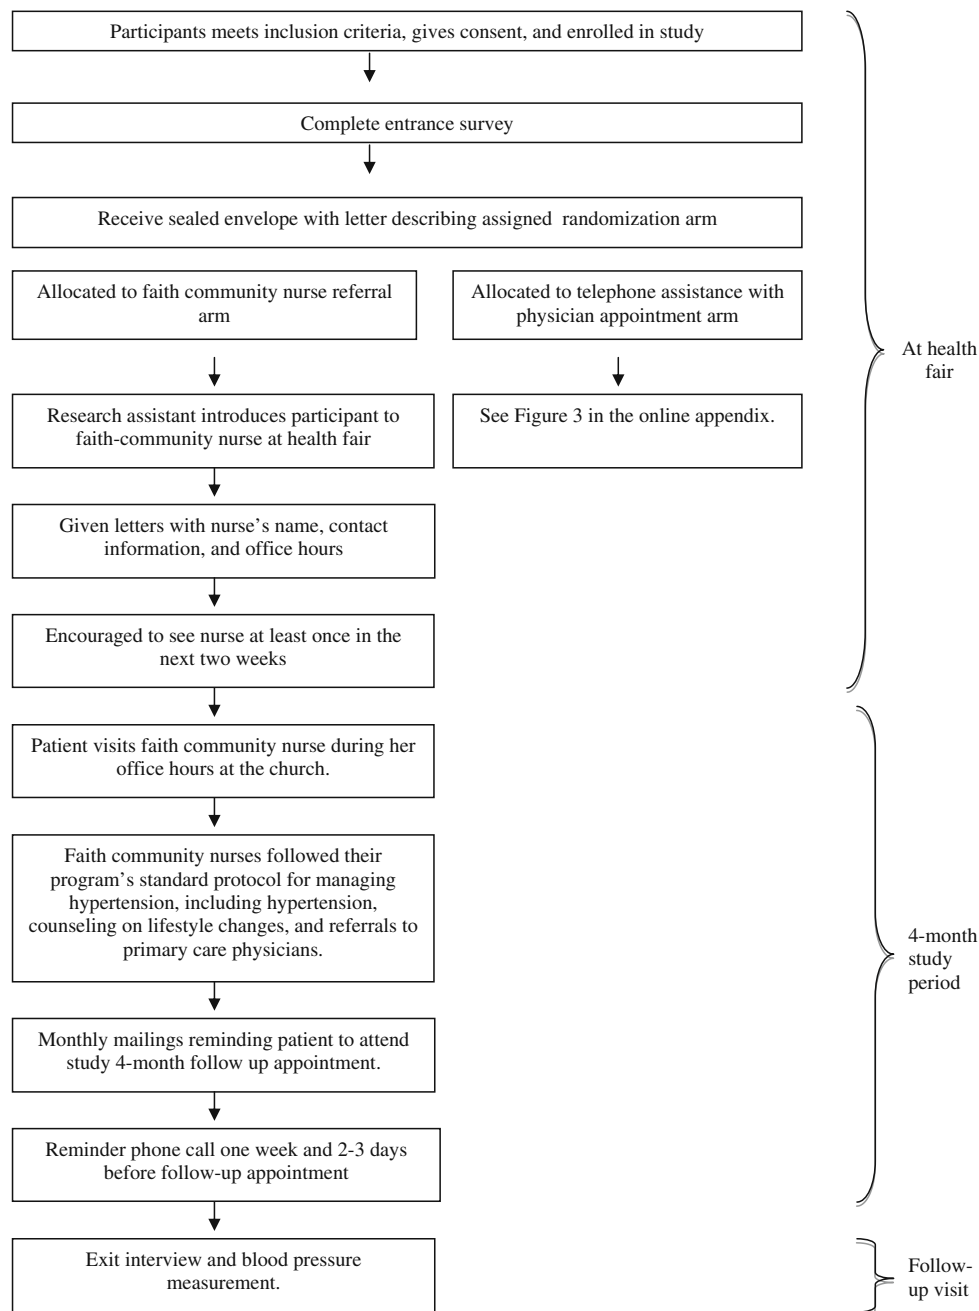 Participants meets inclusion criteria, gives consent, and enrolled in study
Complete entrance survey
Receive sealed envelope with letter describing assigned randomization arm
Allocated to faith community nurse referral
arm
Allocated to telephone assistance with
physician appointment arm
At health
fair
Research assistant introduces participant to
faith-community nurse at health fair
See Figure 3 in the online appendix.
Given letters with nurse’s name, contact
information, and office hours
Encouraged to see nurse at least once in the
next two weeks
Patient visits faith community nurse during her
office hours at the church.
Faith community nurses followed their
program’s standard protocol for managing
hypertension, including hypertension,
counseling on lifestyle changes, and referrals to
primary care physicians.
4-month
study
period
Monthly mailings reminding patient to attend
study 4-month follow up appointment.
Reminder phone call one week and 2-3 days
before follow-up appointment
Exit interview and blood pressure
measurement.
Follow-
up visit